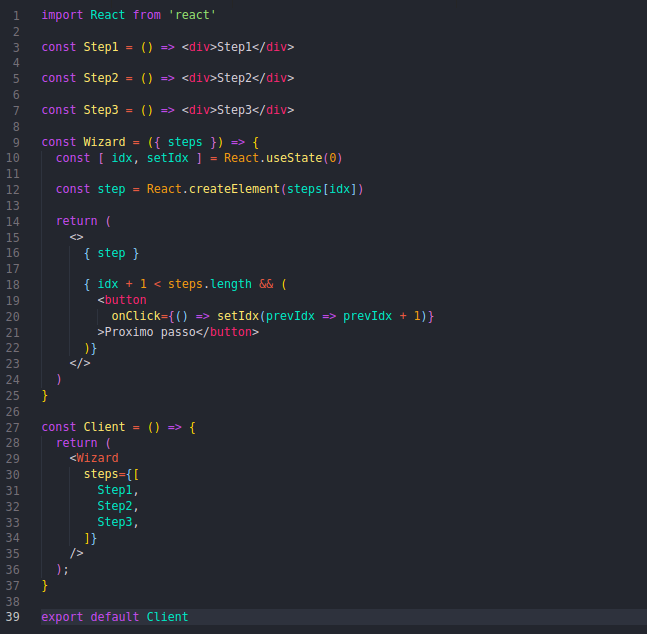 1 import React from 'react'
2
3 const Step1 = () => <div>Step1</div>
4
5 const Step2 = () => <div>Step2</div>
6
7 const Step3 = () => <div>Step3</div>
8
9 const Wizard = ({ steps }) => {
10   const [ idx, setIdx ] = React.useState(0)
11
12   const step = React.createElement(steps[idx])
13
14   return (
15     <>
16       { step }
17
18       { idx + 1 < steps.length && (
19         <button
20           onClick={() => setIdx(prevIdx => prevIdx + 1)}
21         >Proximo passo</button>
22       )}
23     </>
24   )
25 }
26
27 const Client = () => {
28   return (
29     <Wizard
30       steps={[
31         Step1,
32         Step2,
33         Step3,
34       ]}
35     />
36   );
37 }
38
39 export default Client